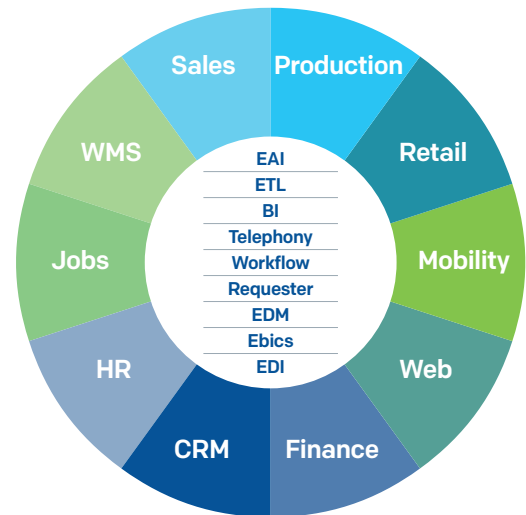 Sales
Production
Retail
Mobility
Web
Finance
CRM
HR
Jobs
WMS
EAI
ETL
BI
Telephony
Workflow
Requester
EDM
Ebics
EDI